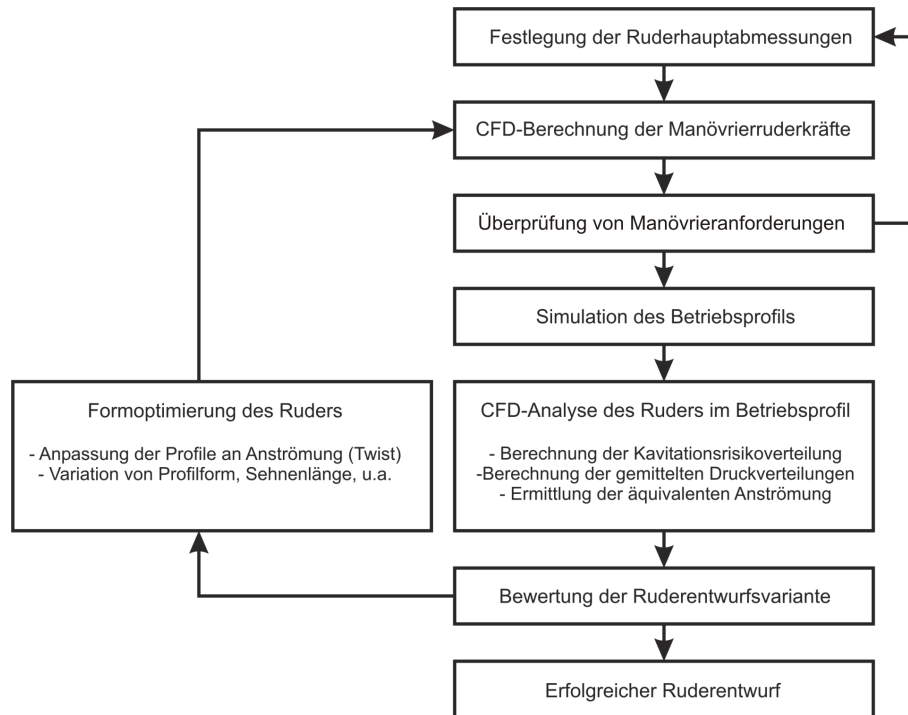 Festlegung der Ruderhauptabmessungen
CFD-Berechnung der Manövrierruderkräfte
Überprüfung von Manövrieranforderungen
Simulation des Betriebsprofils
Formoptimierung des Ruders
- Anpassung der Profile an Anströmung (Twist)
- Variation von Profilform, Sehnenlänge, u.a.
CFD-Analyse des Ruders im Betriebsprofil
- Berechnung der Kavitationsrisikoverteilung
-Berechnung der gemittelten Druckverteilungen
- Ermittlung der äquivalenten Anströmung
Bewertung der Ruderentwurfsvariante
Erfolgreicher Ruderentwurf